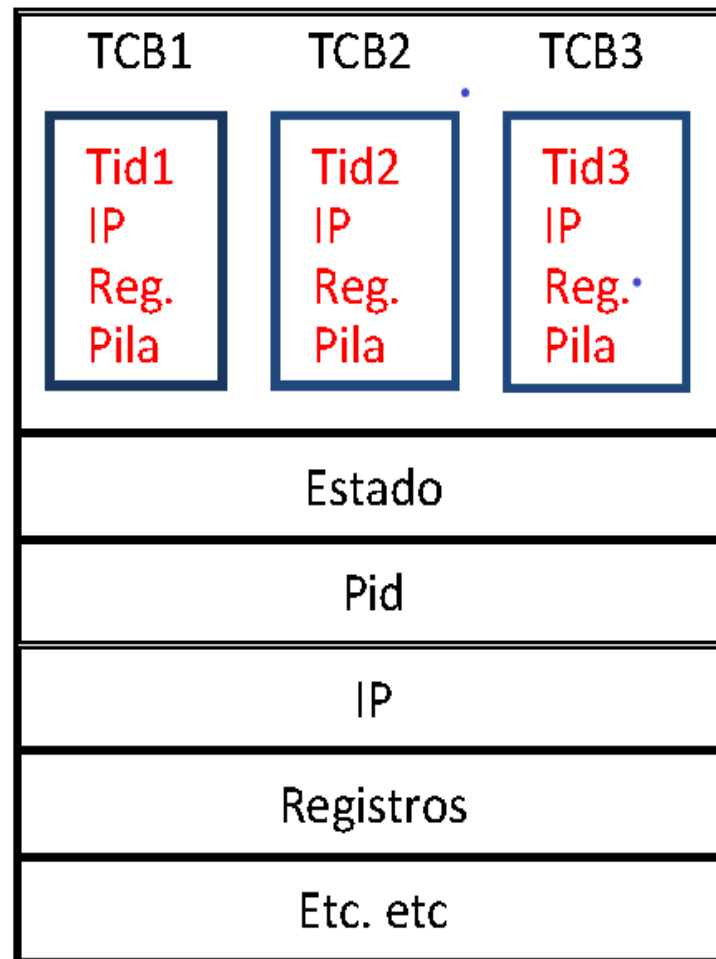 TCB1 TCB2 TCB3
Tid1 Tid2 Tid3
IP IP IP
Reg. Reg. Reg.
Pila Pila Pila
Estado
Pid
IP
Registros
Etc. etc